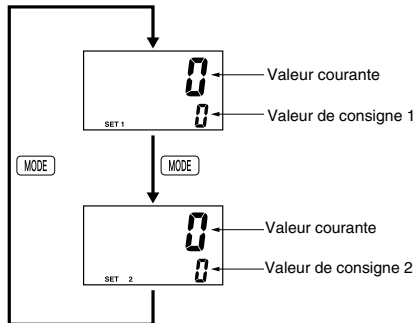 0
Valeur courante
0
Valeur de consigne 1
SET 1
MODE
MODE
0
Valeur courante
0
Valeur de consigne 2
SET 2